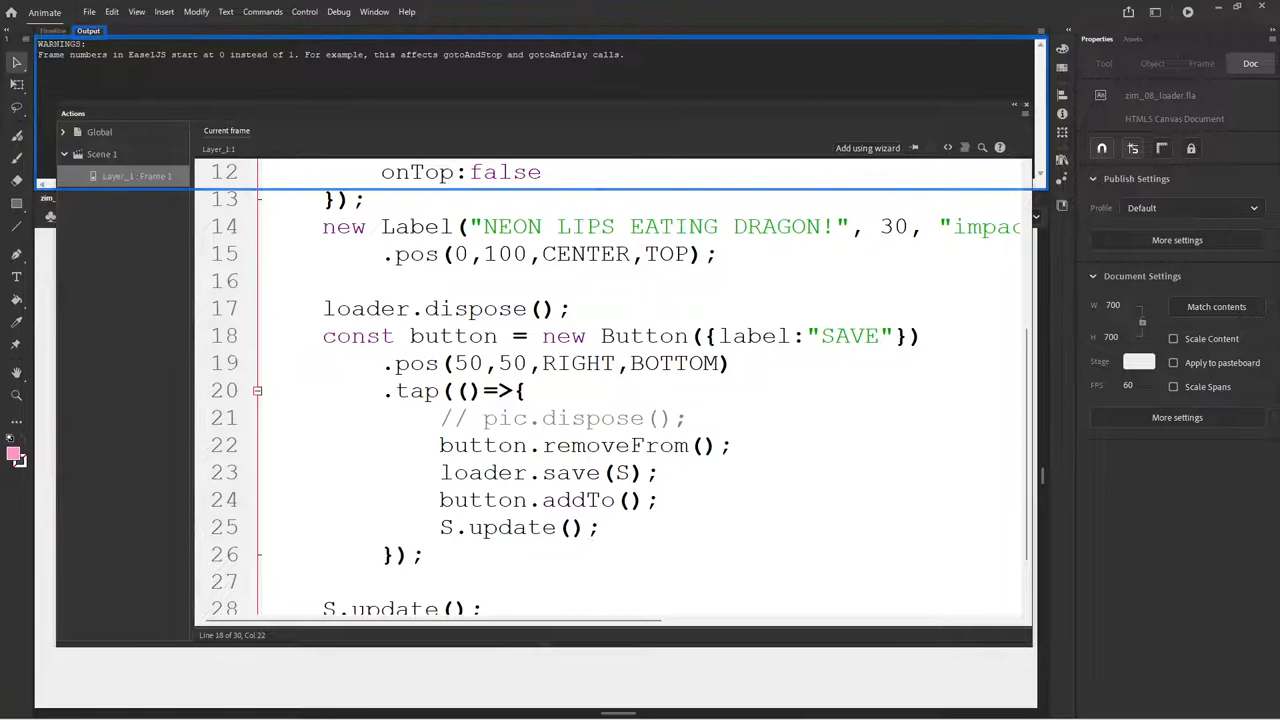 Animate File Edit View Insert Modify Text Commands Control Debug Window Help
Timeline Output
WARNINGS:
Frame numbers in EaselJS start at 0 instead of 1. For example, this affects gotoAndStop and gotoAndPlay calls.
Actions
Global
Scene 1
Layer_1 : Frame 1
Current frame
Layer_1:1
Add using wizard
12 onTop:false
13 });
14 new Label("NEON LIPS EATING DRAGON!", 30, "impac
15 .pos(0,100,CENTER,TOP);
16
17 loader.dispose();
18 const button = new Button({label:"SAVE"})
19 .pos(50,50,RIGHT,BOTTOM)
20 .tap(()=>{
21 // pic.dispose();
22 button.removeFrom();
23 loader.save(S);
24 button.addTo();
25 S.update();
26 });
27
28 S.update();
Line 18 of 30, Col 22
Properties Assets
Tool Object Frame Doc
An zim_08_loader.fla
HTML5 Canvas Document
Publish Settings
Profile Default
More settings
Document Settings
W 700 Match contents
H 700 Scale Content
Stage Apply to pasteboard
FPS 60 Scale Spans
More settings